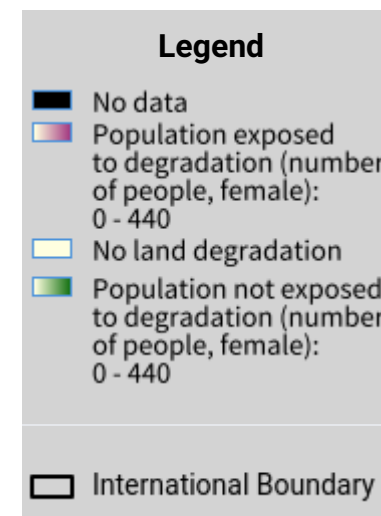 Legend
No data
Population exposed
to degradation (number
of people, female):
0 - 440
No land degradation
Population not exposed
to degradation (number
of people, female):
0 - 440
International Boundary